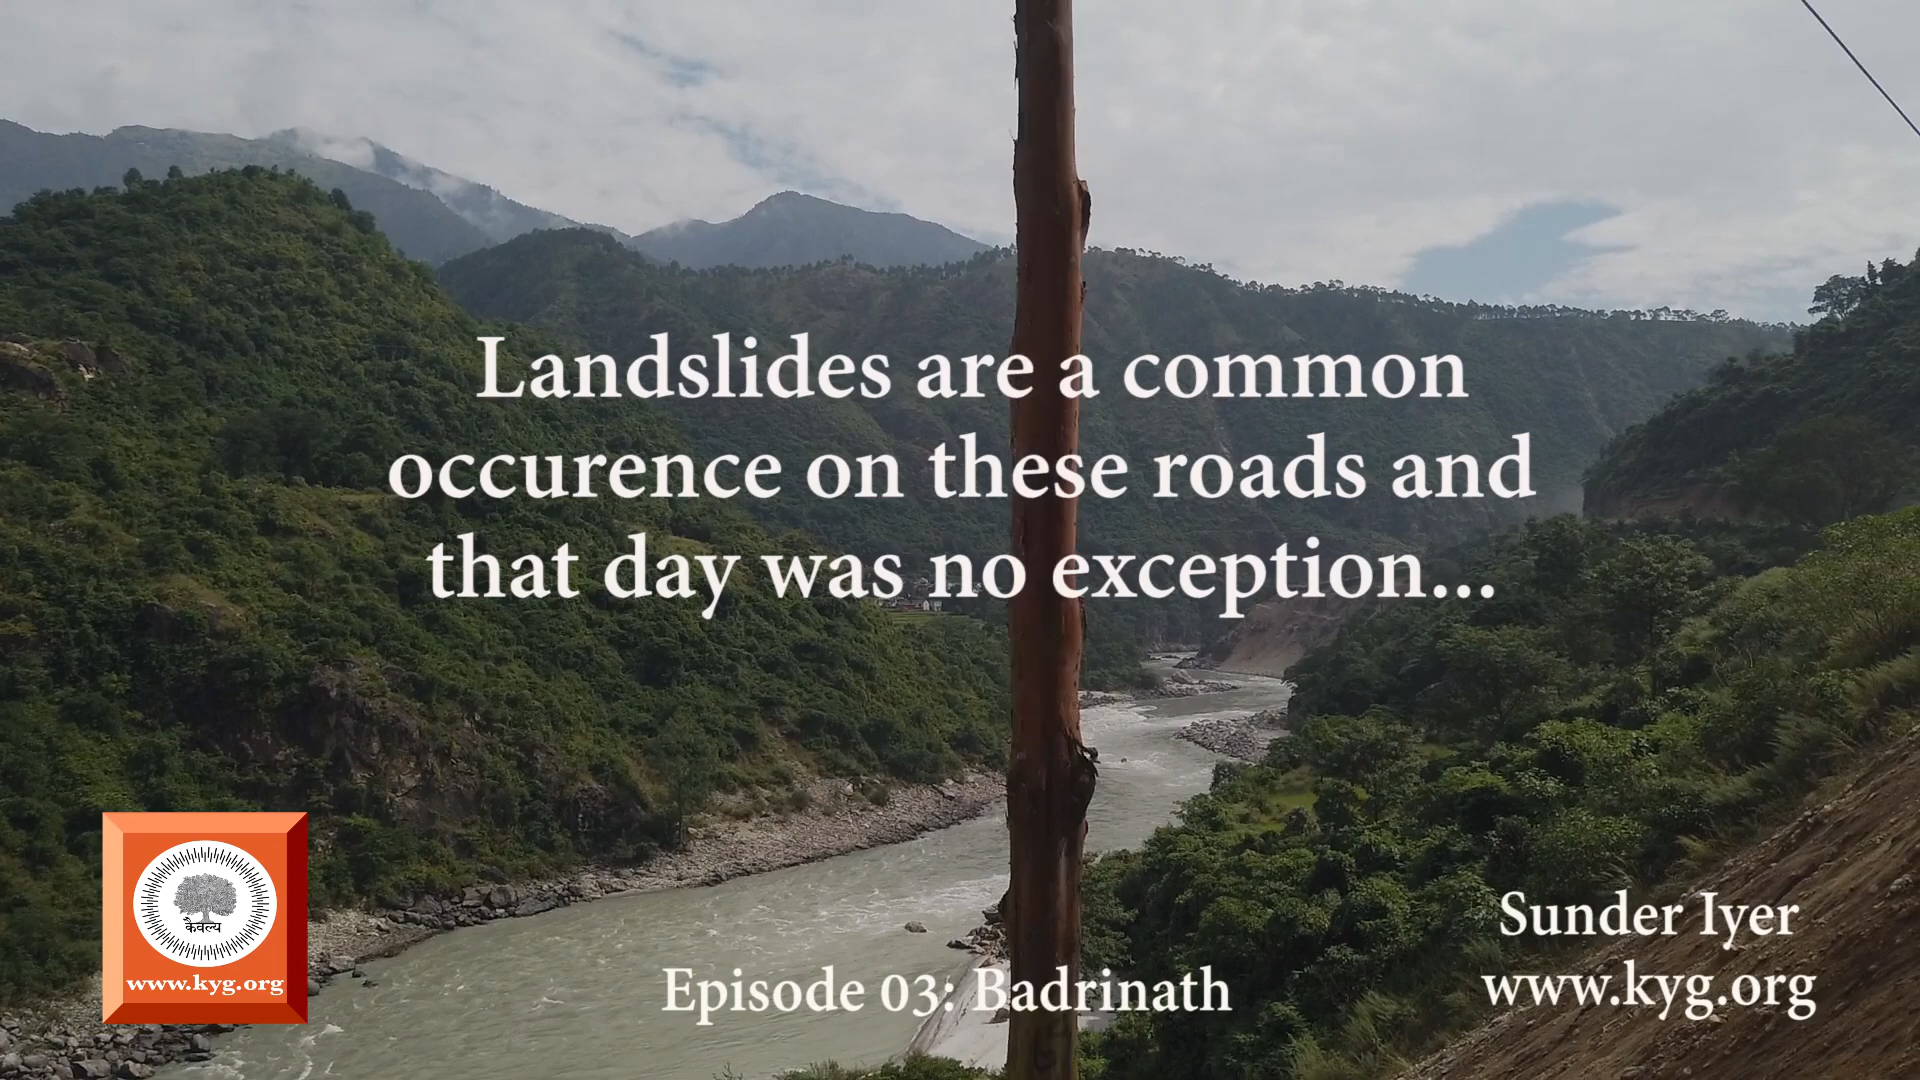 Landslides are a common
occurence on these roads and
that day was no exception...
कैवल्य
www.kyg.org
Episode 03: Badrinath
Sunder Iyer
www.kyg.org